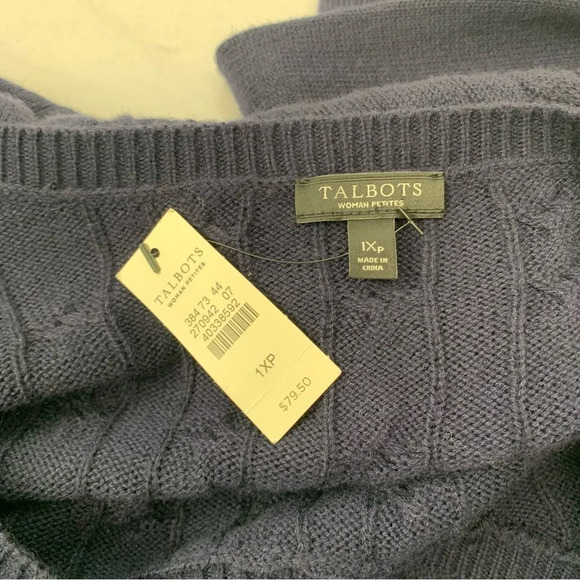 TALBOTS
WOMAN PETITES
1XP
MADE IN
CHINA
TALBOTS
WOMAN PETITES
384 73 44
270942 07
40338592
1XP
$79.50